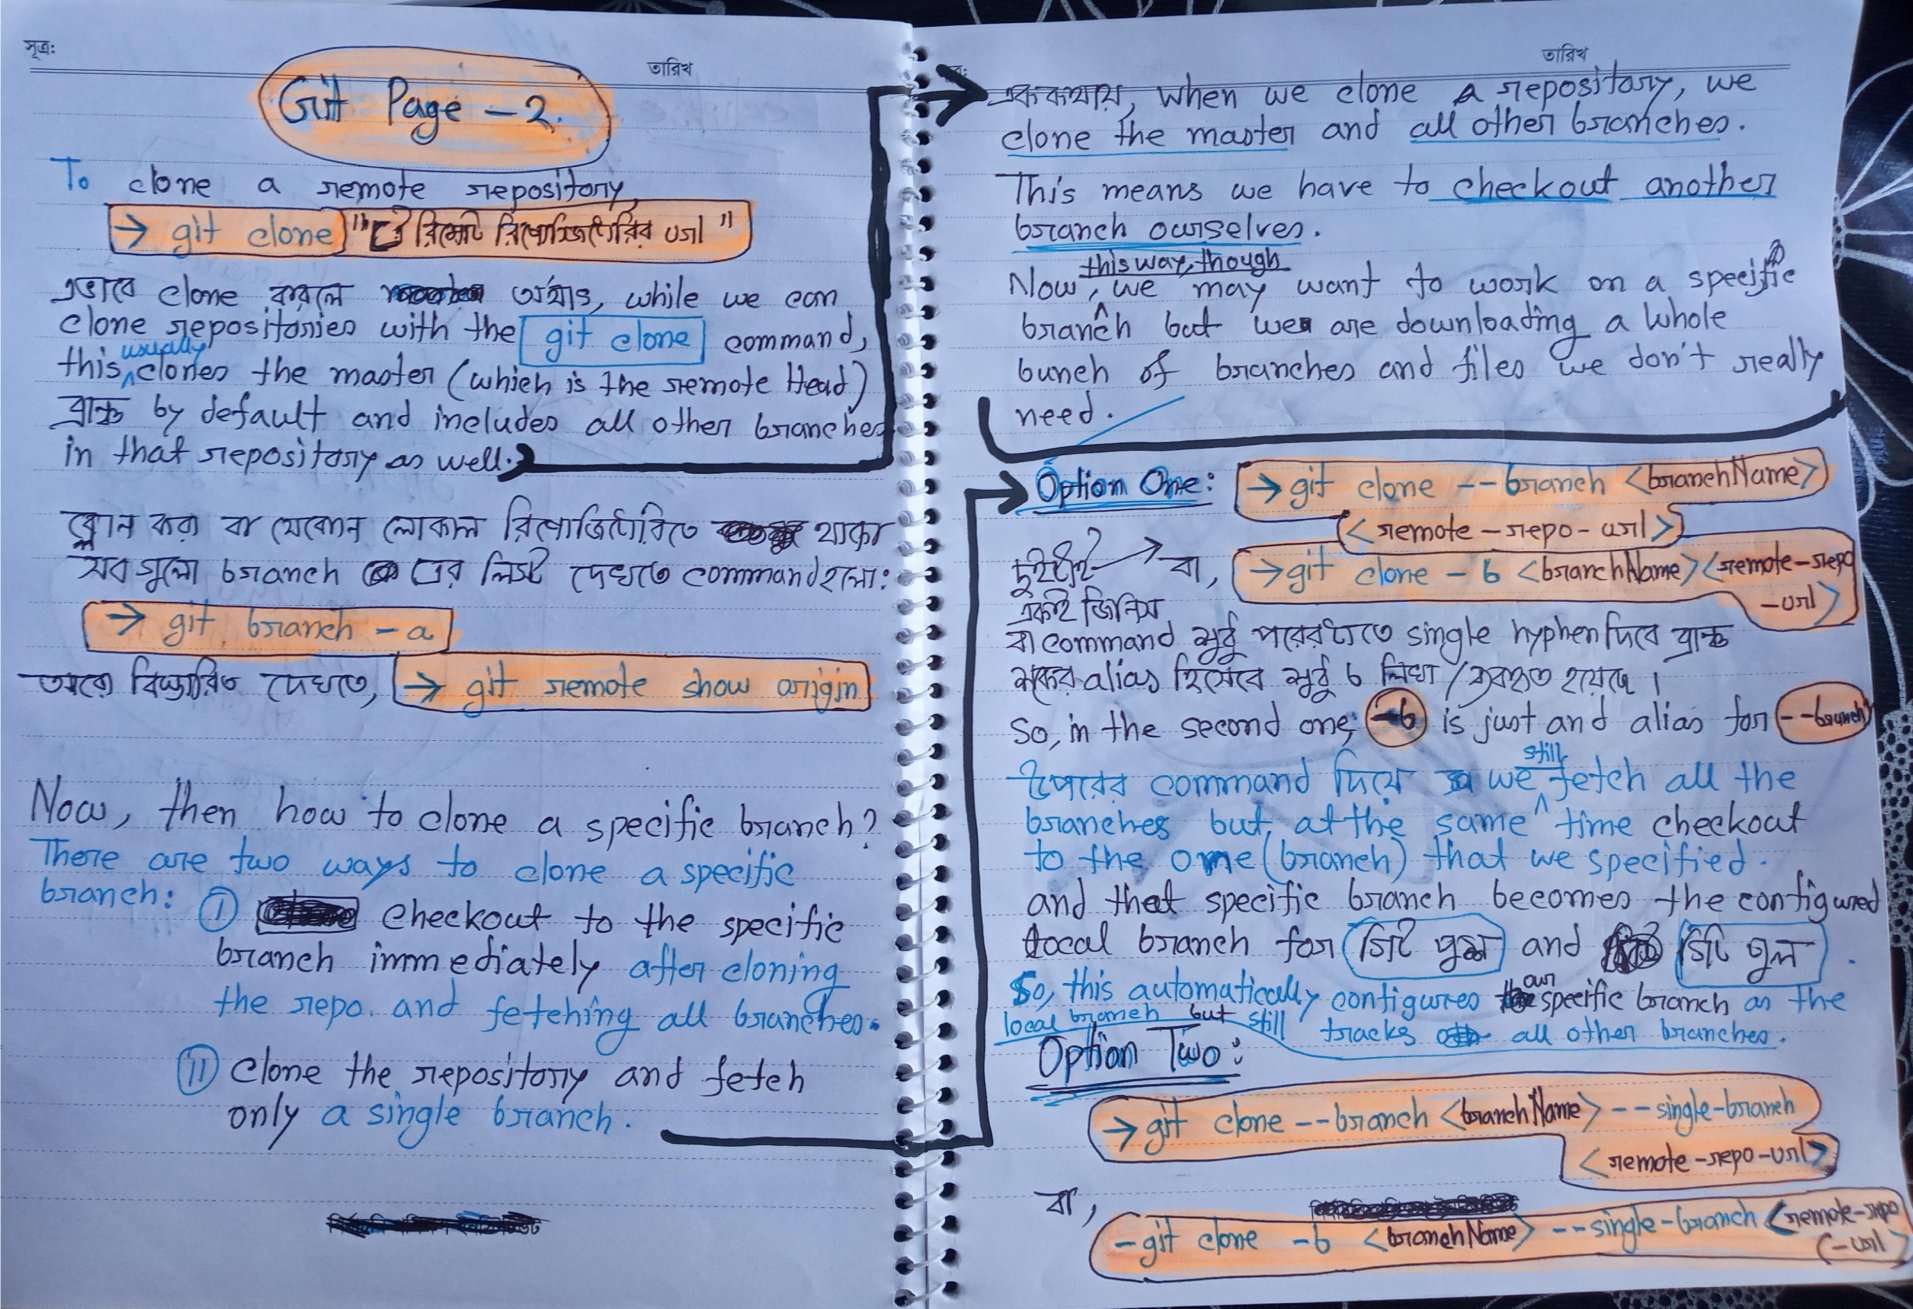 সূত্র:
তারিখ
Git Page - 2.
To clone a remote repository,
→ git clone "ঐ রিমোট রিপোজিটোরির url"
এভাবে clone করলে অর্থাৎ, while we can
clone repositories with the git clone command,
this usually clones the master (which is the remote Head)
ব্রাঞ্চ by default and includes all other branches
in that repository as well.
ক্লোন করা বা যেকোন লোকাল রিপোজিটোরিতে থাকা
সব গুলো branch এর লিস্ট দেখতে command হলো:
→ git branch -a
আরো বিস্তারিত দেখতে, → git remote show origin
Now, then how to clone a specific branch?
There are two ways to clone a specific
branch: ① checkout to the specific
branch immediately after cloning
the repo. and fetching all branches.
② clone the repository and fetch
only a single branch.
তারিখ
এককথায়, when we clone a repository, we
clone the master and all other branches.
This means we have to checkout another
branch ourselves.
Now, this way, though we may want to work on a specific
branch but we are downloading a whole
bunch of branches and files we don't really
need.
Option One: → git clone --branch <branchName>
<remote-repo-url>
দুইটাই → বা, → git clone -b <branchName> <remote-repo
-url>
একই জিনিস
বা command শুধু পরেরটাতে single hyphen দিবে ব্রাঞ্চ
শব্দের alias হিসেবে শুধু b লিখা / ব্যবহৃত হয়েছে।
So, in the second one, -b is just and alias for --branch
উপরের command দিয়ে we still fetch all the
branches but, at the same time checkout
to the one (branch) that we specified.
and that specific branch becomes the configured
local branch for গিট পুশ and গিট পুল.
So, this automatically configures our specific branch as the
local branch but still tracks all other branches.
Option Two:
→ git clone --branch <branchName> --single-branch
<remote-repo-url>
বা,
- git clone -b <branchName> --single-branch <remote-repo
-url>